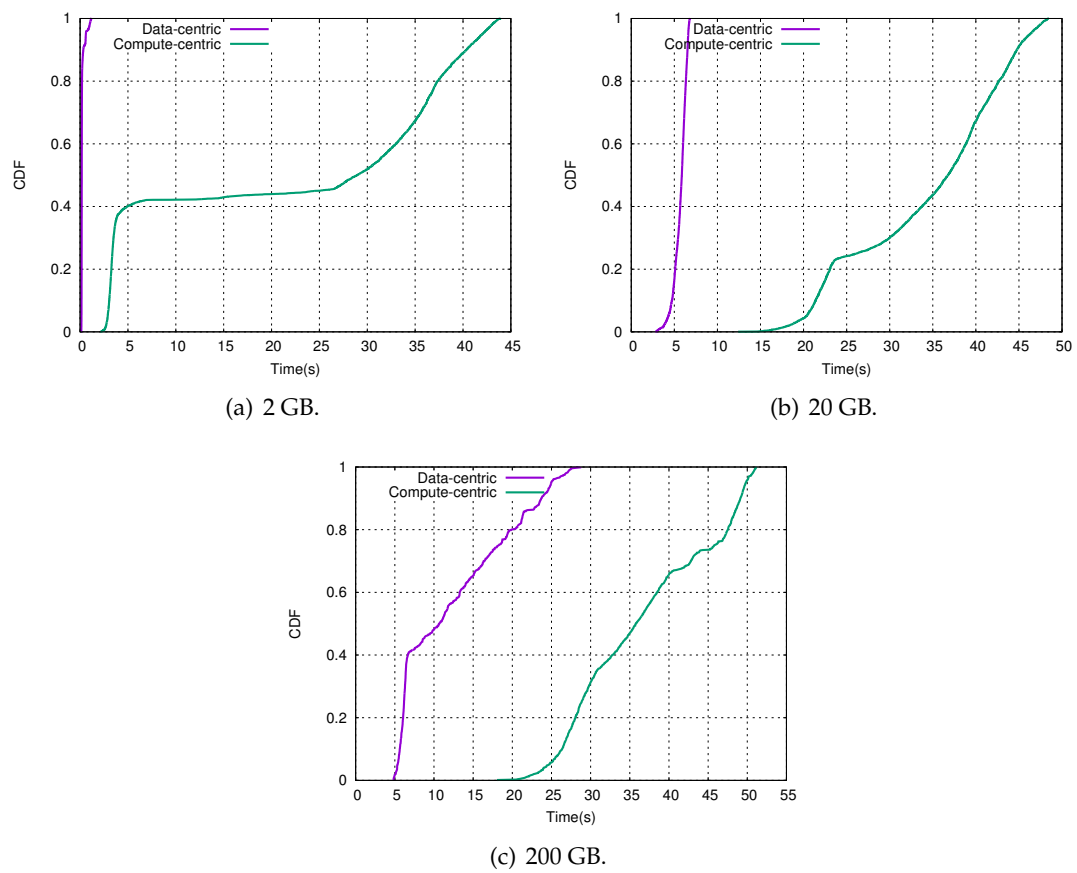 1
0.8
0.6
0.4
0.2
0
CDF
Data-centric
Compute-centric
0 5 10 15 20 25 30 35 40 45
Time(s)
(a) 2 GB.
1
0.8
0.6
0.4
0.2
0
CDF
Data-centric
Compute-centric
0 5 10 15 20 25 30 35 40 45 50
Time(s)
(b) 20 GB.
1
0.8
0.6
0.4
0.2
0
CDF
Data-centric
Compute-centric
0 5 10 15 20 25 30 35 40 45 50 55
Time(s)
(c) 200 GB.